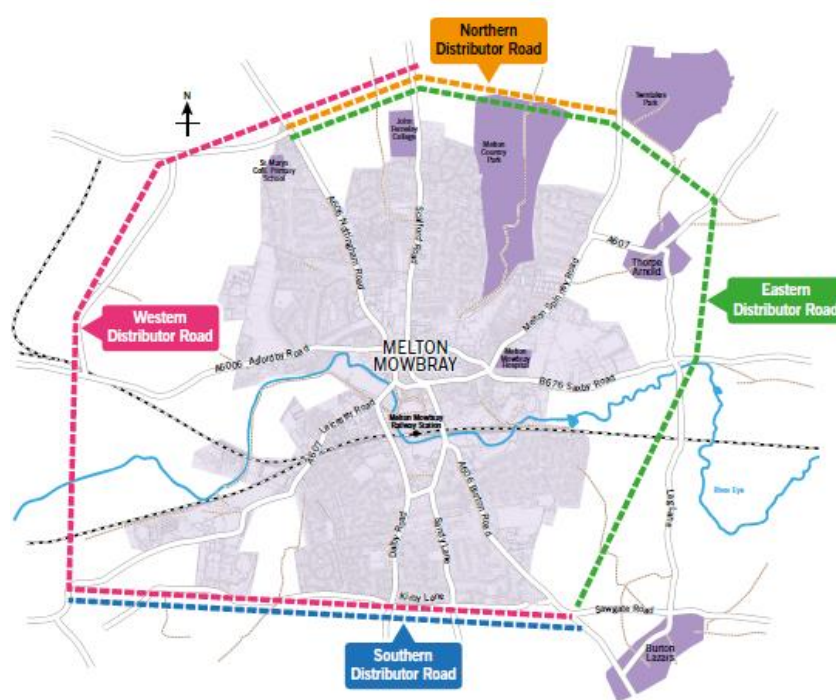 Northern
Distributor Road
Twinlakes
Park
N
John
Ferneley
College
Melton
Country
Park
St. Marys
CofE Primary
School
A606 Nottingham Road
Scalford Road
A607
Thorpe
Arnold
Melton Spinney Road
Eastern
Distributor Road
Western
Distributor Road
MELTON
MOWBRAY
A6006 Asfordby Road
Melton
Mowbray
Hospital
B676 Saxby Road
A607 Leicester Road
Melton Mowbray
Railway Station
A606 Burton Road
River Eye
Dalby Road
Sandy Lane
Kirby Lane
Sawgate Road
Burton
Lazars
Southern
Distributor Road